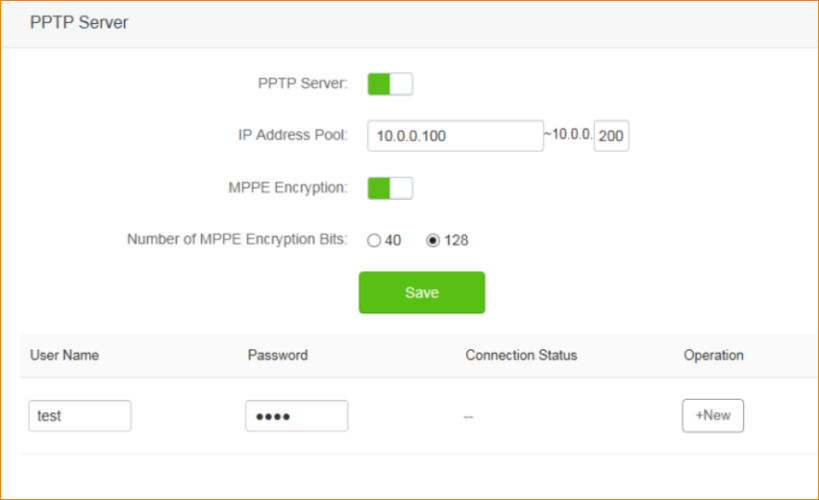 PPTP Server
PPTP Server:
IP Address Pool: 10.0.0.100 ~10.0.0. 200
MPPE Encryption:
Number of MPPE Encryption Bits: 40 128
Save
User Name Password Connection Status Operation
test •••• -- +New